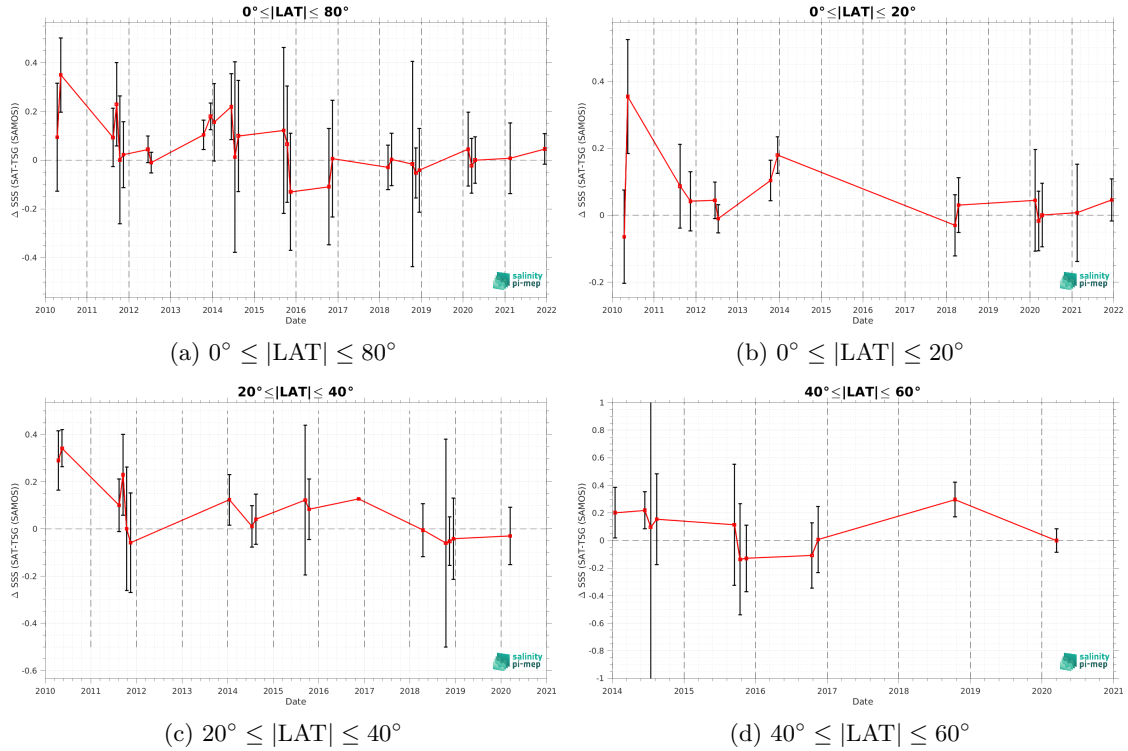 0°≤|LAT|≤ 80°
Δ SSS (SAT-TSG (SAMOS))
0.4
0.2
0
-0.2
-0.4
2010 2011 2012 2013 2014 2015 2016 2017 2018 2019 2020 2021 2022
Date
salinity
pi-mep
(a) 0° ≤ |LAT| ≤ 80°
0°≤|LAT|≤ 20°
Δ SSS (SAT-TSG (SAMOS))
0.4
0.2
0
-0.2
2010 2011 2012 2013 2014 2015 2016 2017 2018 2019 2020 2021 2022
Date
salinity
pi-mep
(b) 0° ≤ |LAT| ≤ 20°
20°≤|LAT|≤ 40°
Δ SSS (SAT-TSG (SAMOS))
0.4
0.2
0
-0.2
-0.4
-0.6
2010 2011 2012 2013 2014 2015 2016 2017 2018 2019 2020 2021
Date
salinity
pi-mep
(c) 20° ≤ |LAT| ≤ 40°
40°≤|LAT|≤ 60°
Δ SSS (SAT-TSG (SAMOS))
1
0.8
0.6
0.4
0.2
0
-0.2
-0.4
-0.6
-0.8
-1
2014 2015 2016 2017 2018 2019 2020 2021
Date
salinity
pi-mep
(d) 40° ≤ |LAT| ≤ 60°